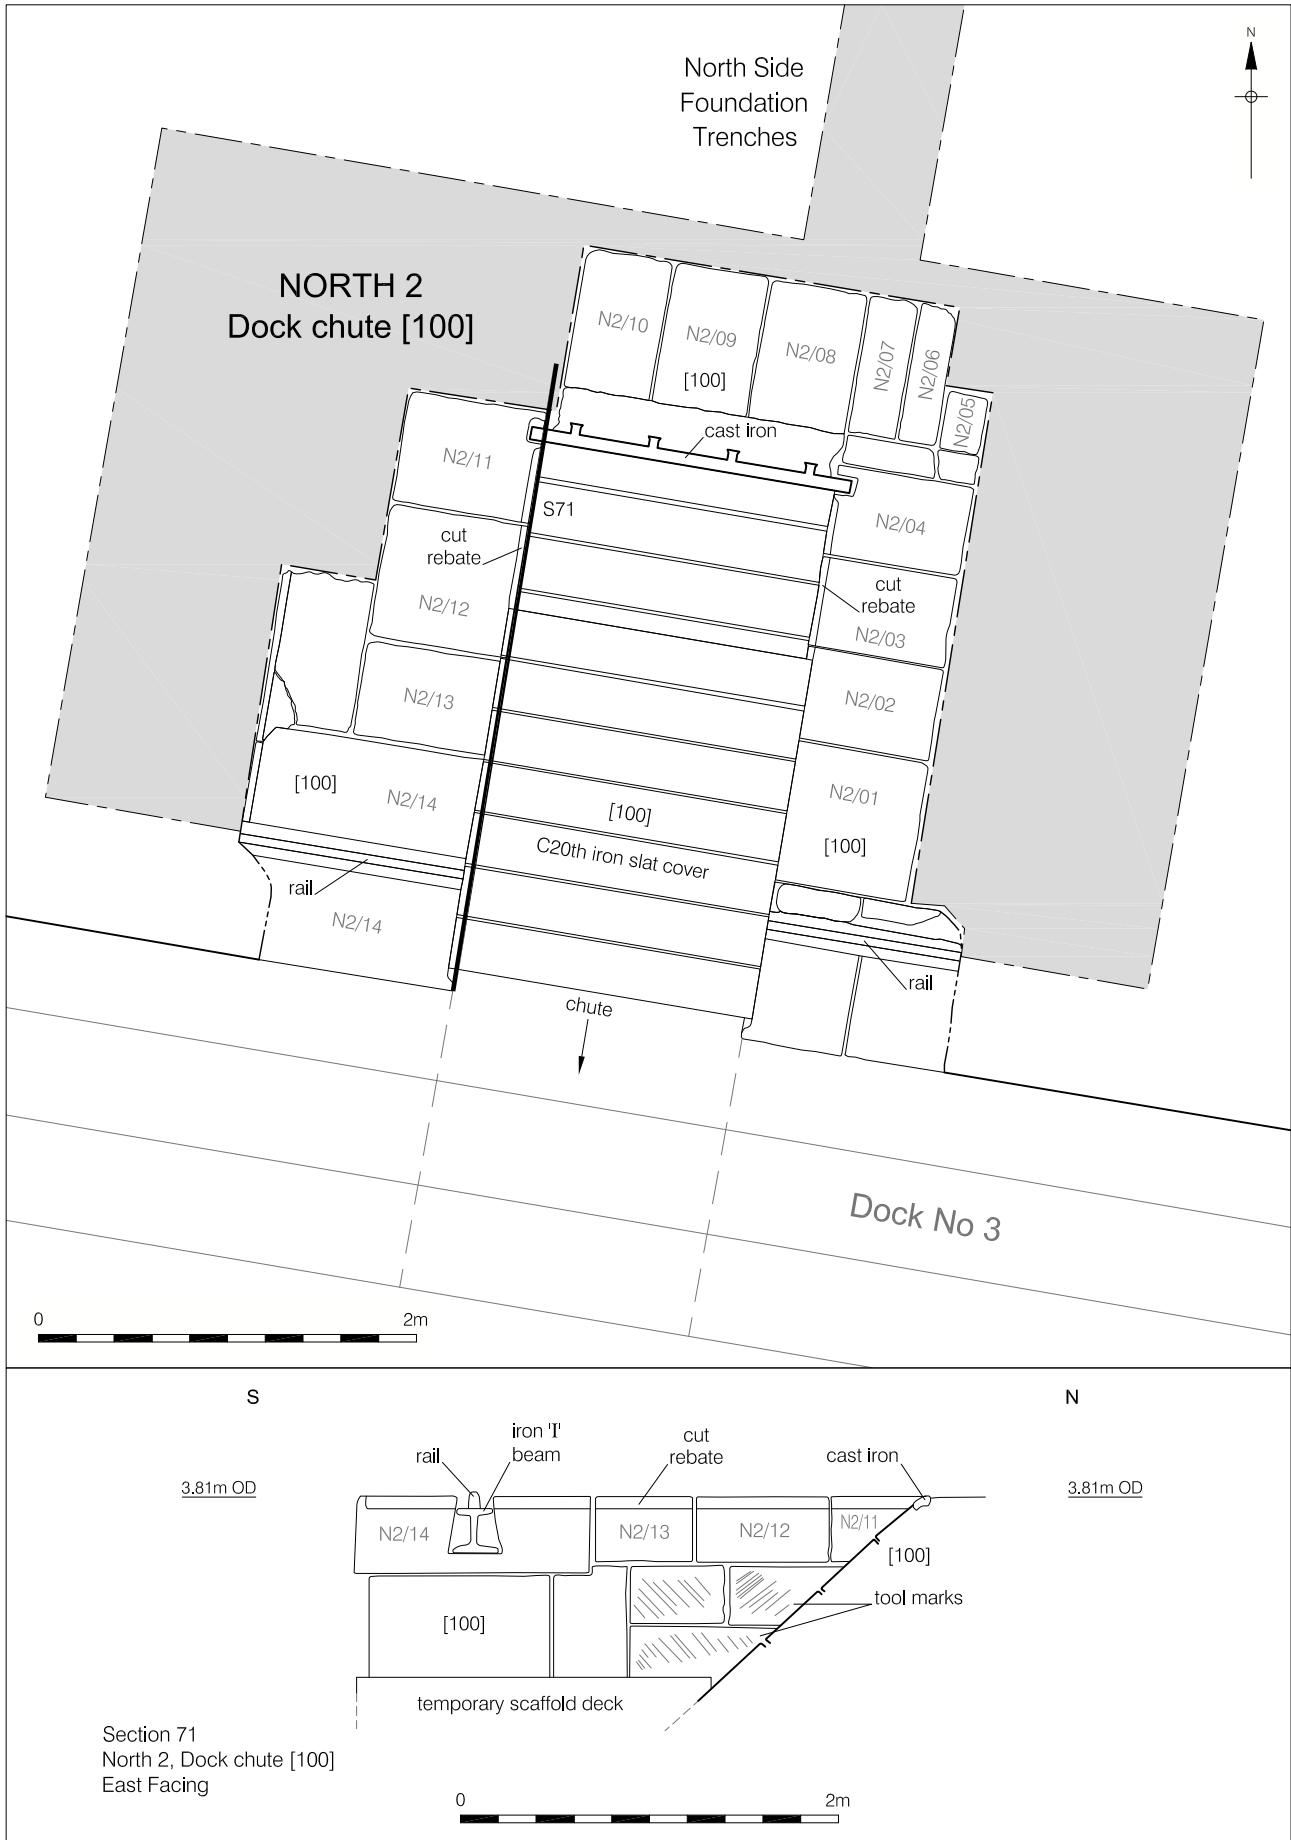 N
North Side
Foundation
Trenches
NORTH 2
Dock chute [100]
N2/10
N2/09
[100]
N2/08
N2/07
N2/06
N2/05
cast iron
N2/11
S71
N2/04
cut
rebate
cut
rebate
N2/12
N2/03
N2/13
N2/02
[100]
N2/14
[100]
N2/01
[100]
C20th iron slat cover
rail
N2/14
rail
chute
Dock No 3
0
2m
S
N
rail
iron 'I'
beam
cut
rebate
cast iron
3.81m OD
3.81m OD
N2/14
N2/13
N2/12
N2/11
[100]
tool marks
[100]
temporary scaffold deck
Section 71
North 2, Dock chute [100]
East Facing
0
2m